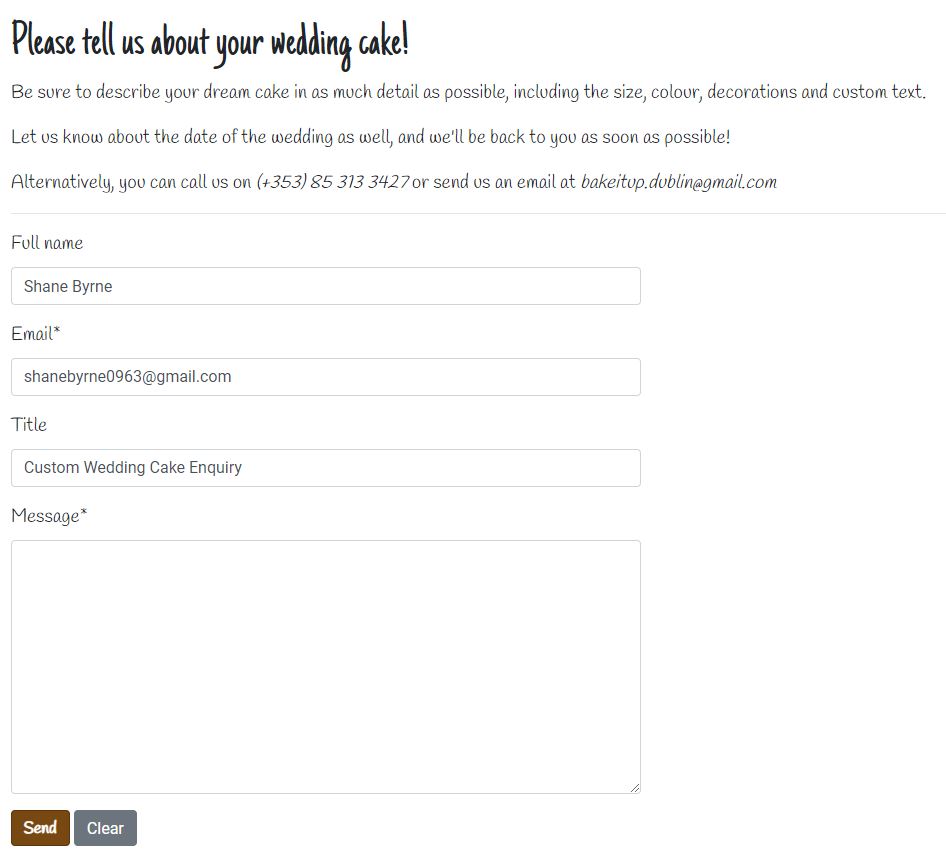 Please tell us about your wedding cake!
Be sure to describe your dream cake in as much detail as possible, including the size, colour, decorations and custom text.
Let us know about the date of the wedding as well, and we'll be back to you as soon as possible!
Alternatively, you can call us on (+353) 85 313 3427 or send us an email at bakeitup.dublin@gmail.com
Full name
Shane Byrne
Email*
shanebyrne0963@gmail.com
Title
Custom Wedding Cake Enquiry
Message*
Send Clear